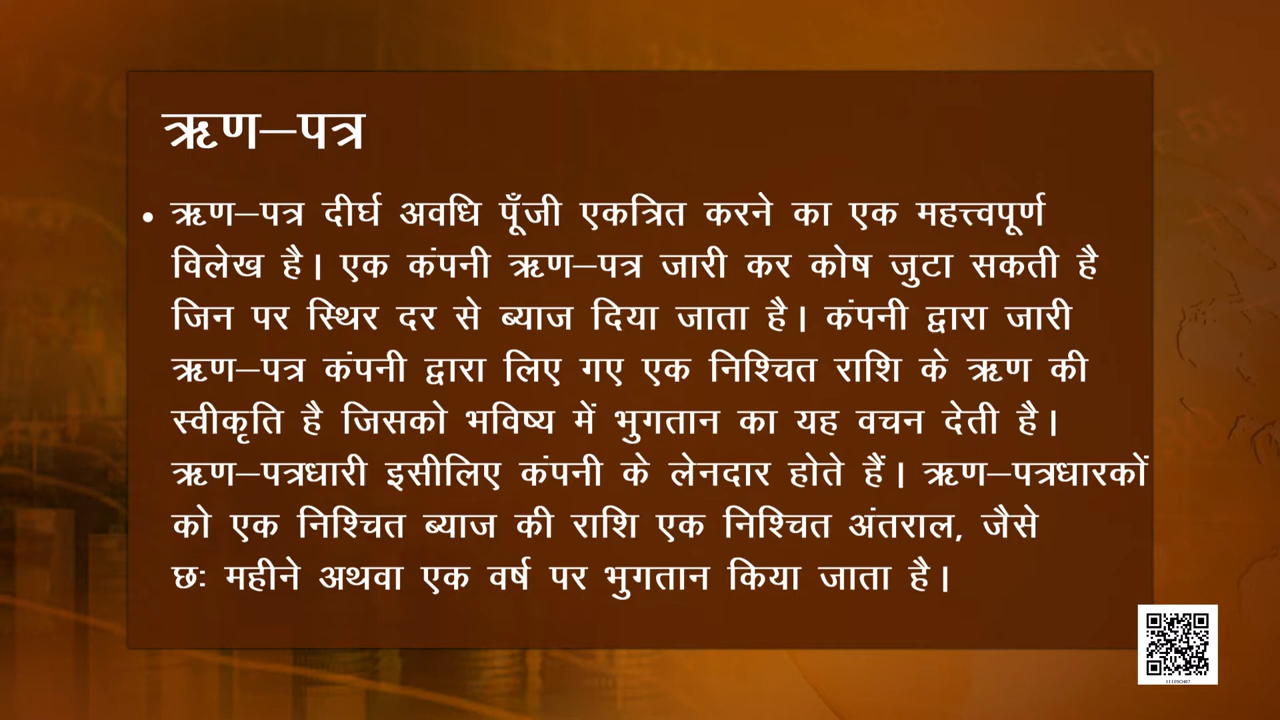 ऋण–पत्र
• ऋण–पत्र दीर्घ अवधि पूँजी एकत्रित करने का एक महत्त्वपूर्ण
विलेख है। एक कंपनी ऋण–पत्र जारी कर कोष जुटा सकती है
जिन पर स्थिर दर से ब्याज दिया जाता है। कंपनी द्वारा जारी
ऋण–पत्र कंपनी द्वारा लिए गए एक निश्चित राशि के ऋण की
स्वीकृति है जिसको भविष्य में भुगतान का यह वचन देती है।
ऋण–पत्रधारी इसीलिए कंपनी के लेनदार होते हैं। ऋण–पत्रधारकों
को एक निश्चित ब्याज की राशि एक निश्चित अंतराल, जैसे
छः महीने अथवा एक वर्ष पर भुगतान किया जाता है।